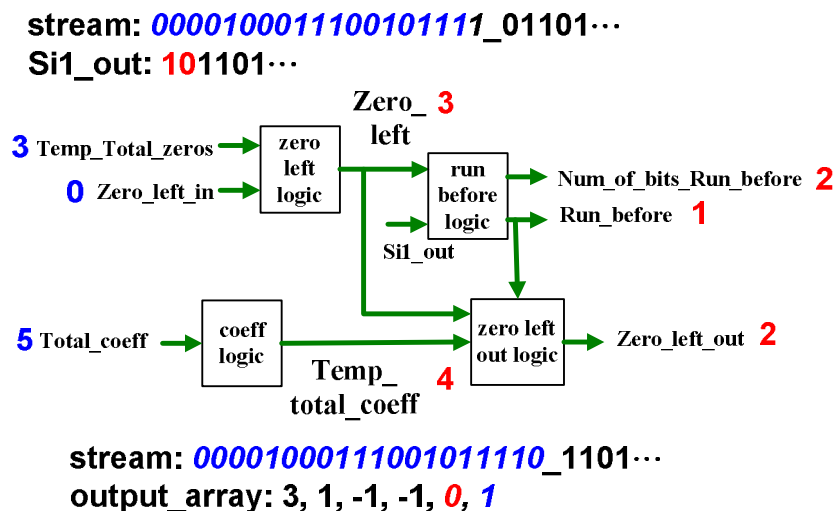 stream: 0000100011100101111_01101…
Si1_out: 101101…
Zero_ 3
left
3 Temp_Total_zeros
zero
left
logic
0 Zero_left_in
run
before
logic
Num_of_bits_Run_before 2
Run_before 1
Si1_out
5 Total_coeff
coeff
logic
Temp_ 4
total_coeff
zero left
out logic
Zero_left_out 2
stream: 000010001110010111110_1101…
output_array: 3, 1, -1, -1, 0, 1